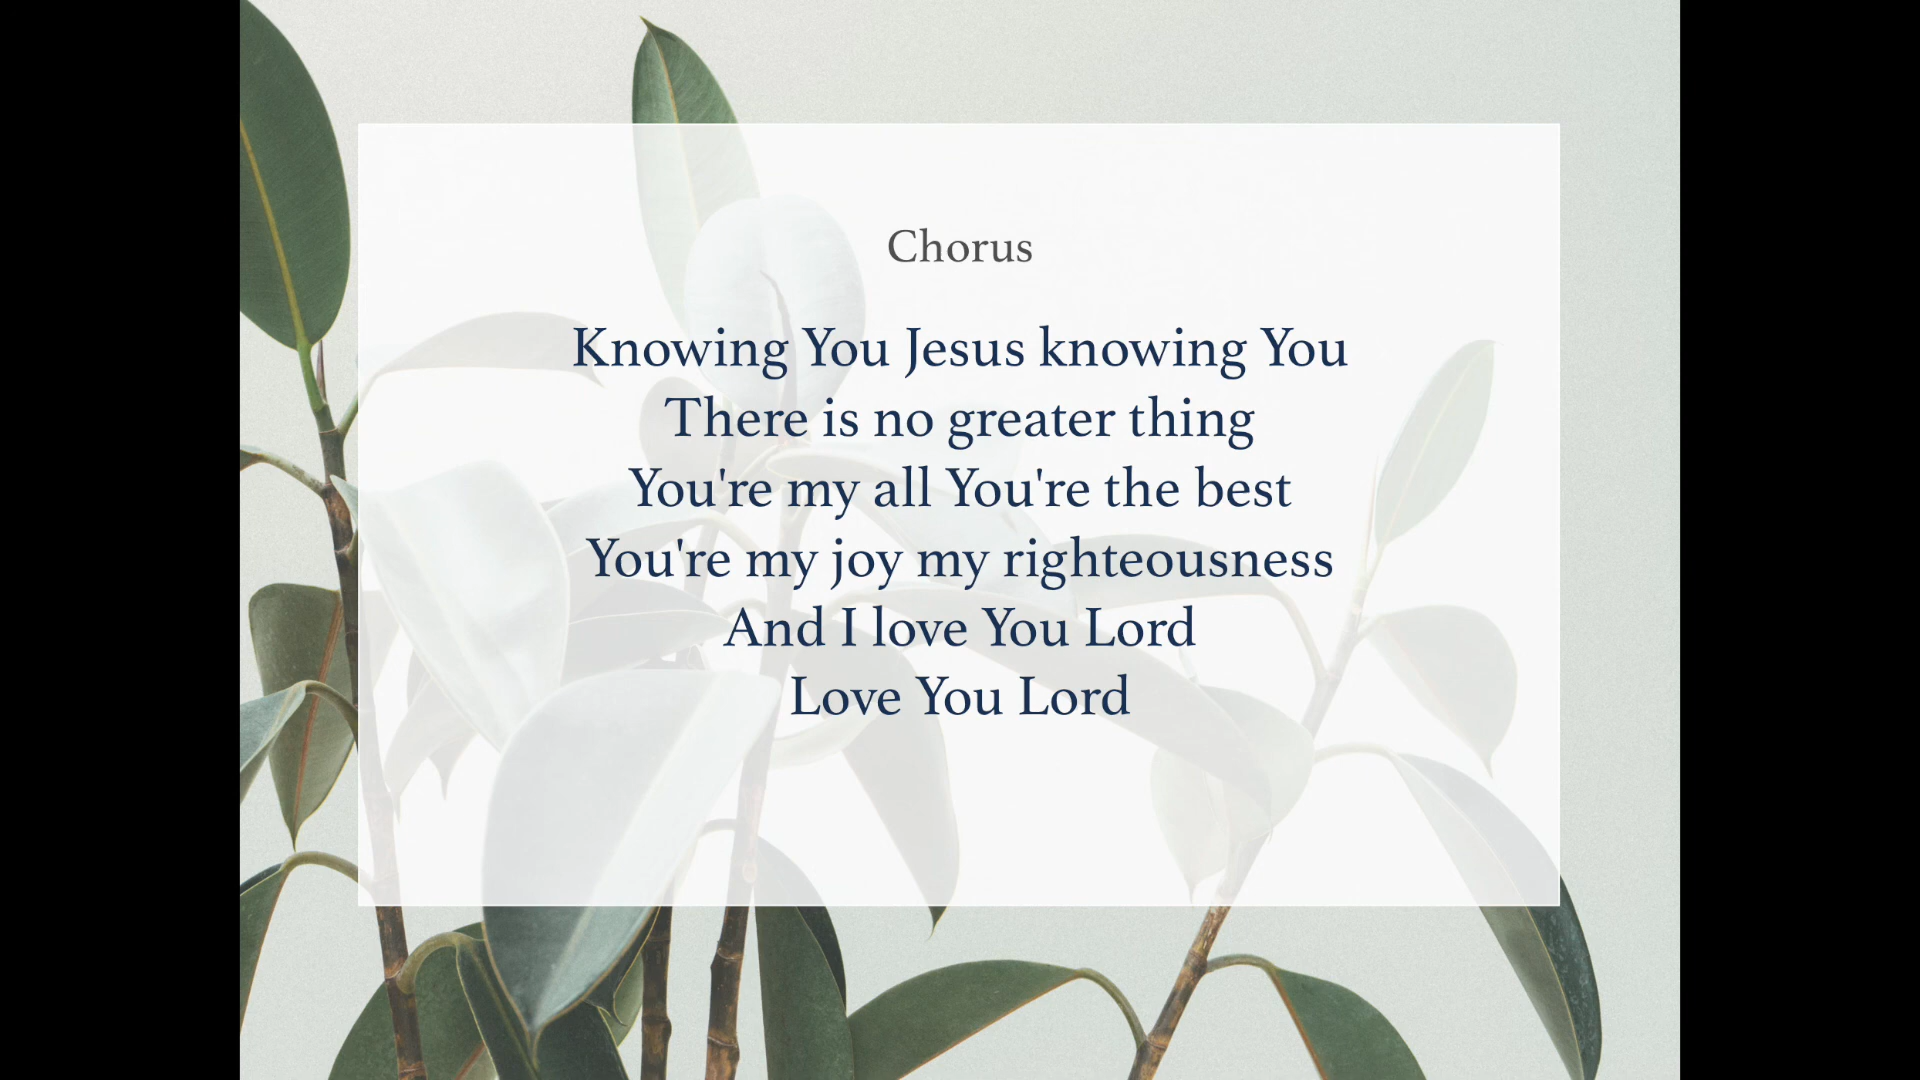 Chorus
Knowing You Jesus knowing You
There is no greater thing
You're my all You're the best
You're my joy my righteousness
And I love You Lord
Love You Lord